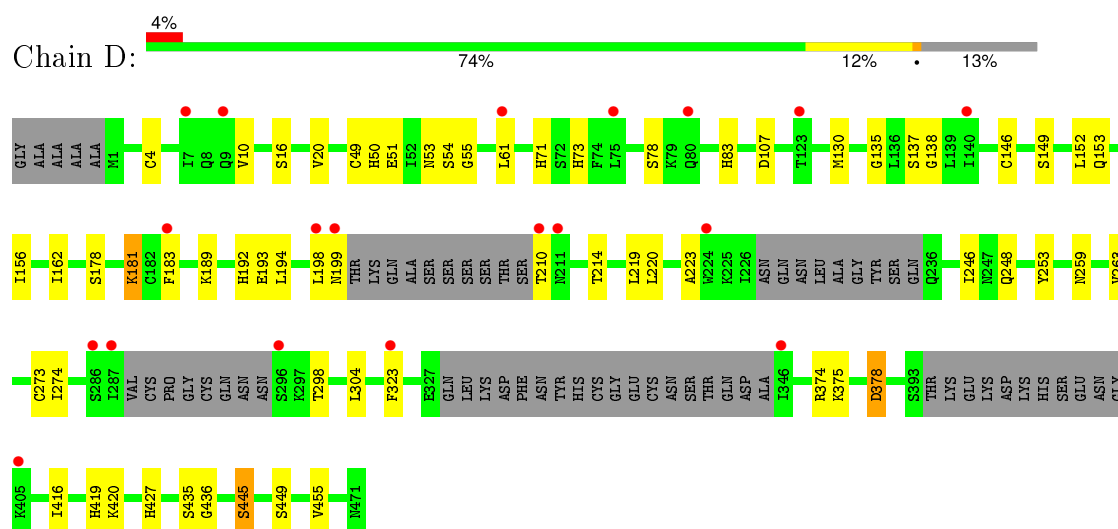 4%
Chain D:
74% 12% • 13%
GLY ALA ALA ALA ALA M1 C4 I7 Q8 Q9 V10 S16 V20 C49 H50 E51 I52 N53 S54 G55 L61 H71 S72 H73 F74 L75 S78 K79 Q80 H83 D107 T123 M130 G135 L136 S137 G138 L139 I140 C146 S149 L152 Q153
I156 I162 S178 K181 C182 F183 K189 H192 E193 L194 L198 N199 THR LYS GLN ALA SER SER SER SER THR SER T210 N211 T214 L219 L220 A223 W224 K225 I226 ASN GLN ASN LEU ALA GLY TYR SER GLN Q236 I246 N247 Q248 Y253 N259 V263
C273 I274 S286 I287 VAL CYS PRO GLY CYS GLN ASN ASN S296 K297 T298 L304 F323 E327 GLN LEU LYS ASP PHE ASN TYR HIS CYS GLY GLU CYS ASN SER THR GLN ASP ALA I346 R374 K375 D378 S393 THR LYS GLU LYS ASP LYS HIS SER GLU ASN GLY
K405 I416 H419 K420 H427 S435 G436 S445 S449 V455 N471